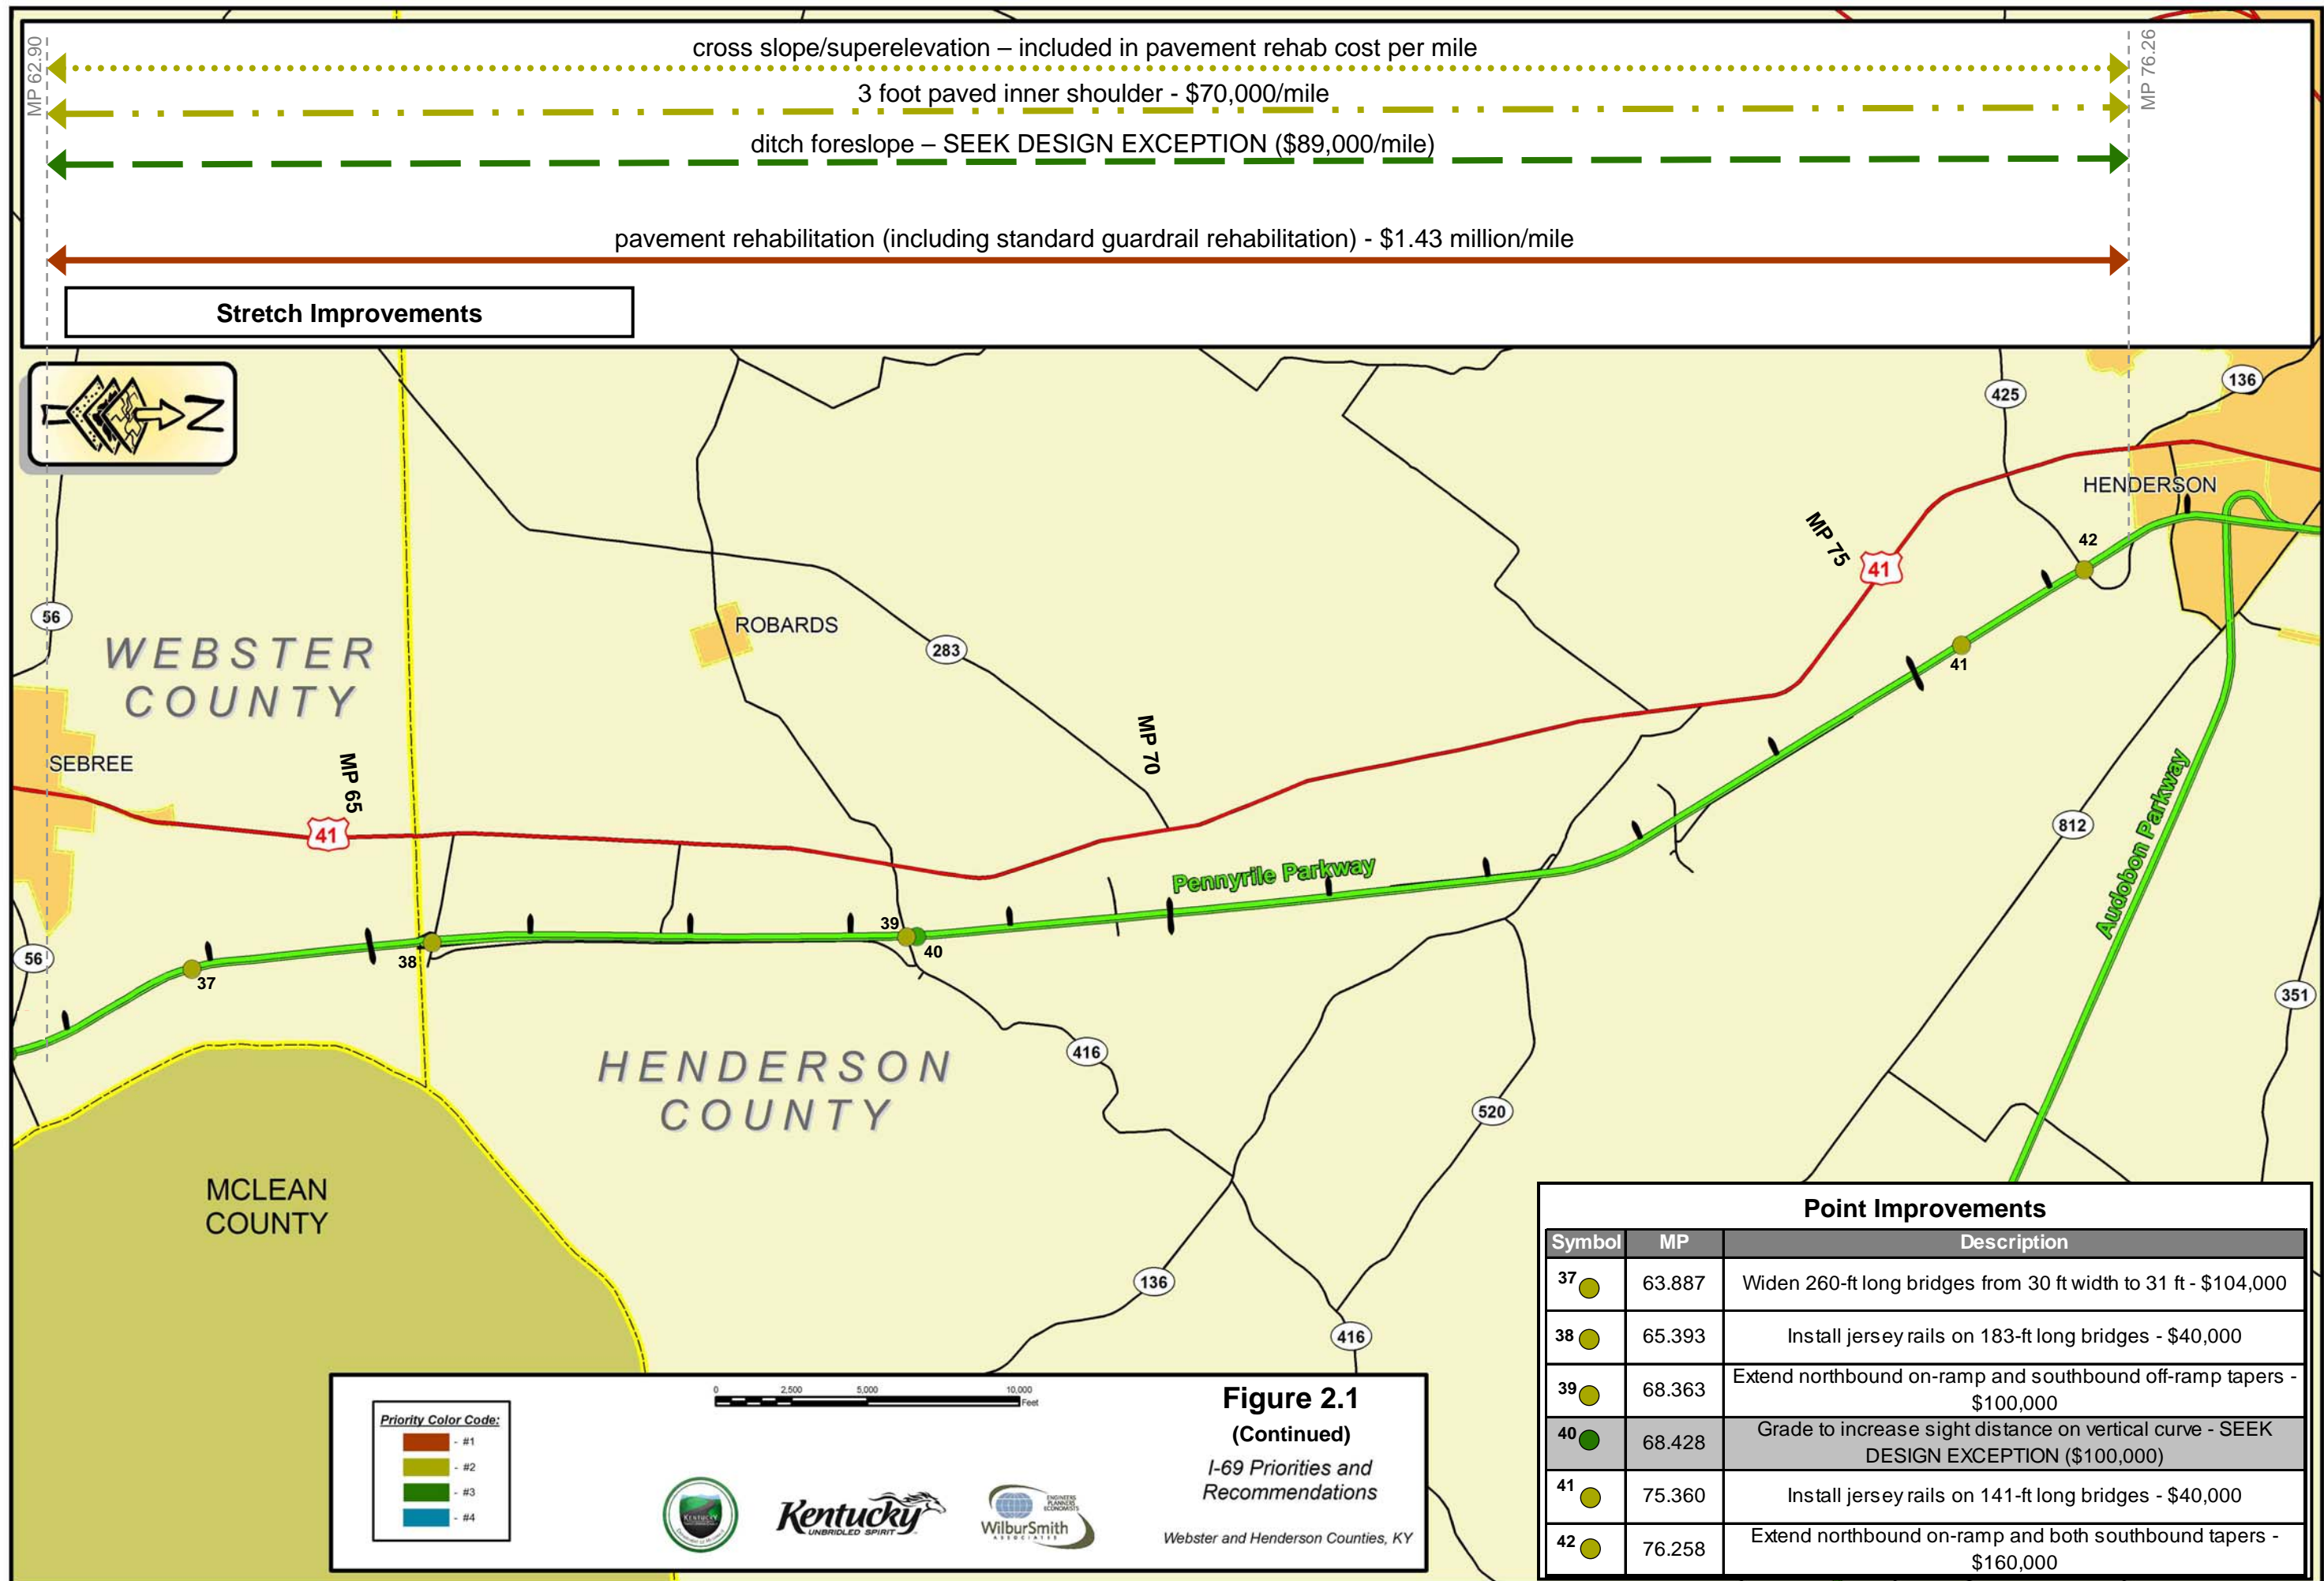 MP 62.90
cross slope/superelevation – included in pavement rehab cost per mile
MP 76.26
3 foot paved inner shoulder - $70,000/mile
ditch foreslope – SEEK DESIGN EXCEPTION ($89,000/mile)
pavement rehabilitation (including standard guardrail rehabilitation) - $1.43 million/mile
Stretch Improvements
N
136
425
HENDERSON
MP 75
41
42
56
ROBARDS
WEBSTER
COUNTY
283
41
MP 70
SEBREE
MP 65
41
812
Audobon Parkway
Pennyrile Parkway
39
40
38
56
37
351
416
HENDERSON
COUNTY
520
MCLEAN
COUNTY
136
416
Point Improvements
Symbol MP Description
37 63.887 Widen 260-ft long bridges from 30 ft width to 31 ft - $104,000
38 65.393 Install jersey rails on 183-ft long bridges - $40,000
39 68.363 Extend northbound on-ramp and southbound off-ramp tapers -
$100,000
40 68.428 Grade to increase sight distance on vertical curve - SEEK
DESIGN EXCEPTION ($100,000)
41 75.360 Install jersey rails on 141-ft long bridges - $40,000
42 76.258 Extend northbound on-ramp and both southbound tapers -
$160,000
Priority Color Code:
- #1
- #2
- #3
- #4
0 2,500 5,000 10,000
Feet
KENTUCKY
Kentucky
UNBRIDLED SPIRIT
ENGINEERS
PLANNERS
ECONOMISTS
WilburSmith
ASSOCIATES
Figure 2.1
(Continued)
I-69 Priorities and
Recommendations
Webster and Henderson Counties, KY